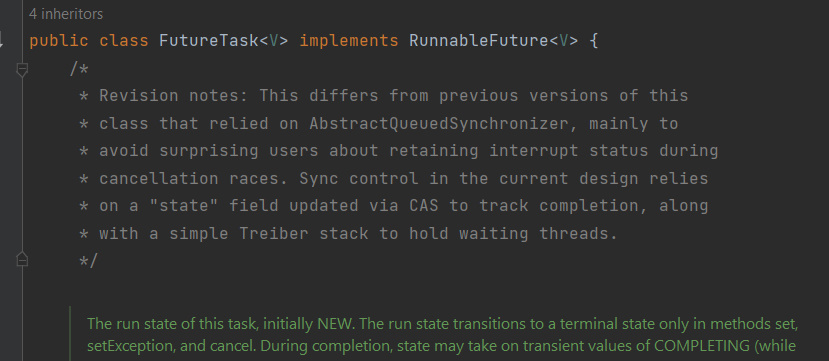 4 inheritors
public class FutureTask<V> implements RunnableFuture<V> {
/*
* Revision notes: This differs from previous versions of this
* class that relied on AbstractQueuedSynchronizer, mainly to
* avoid surprising users about retaining interrupt status during
* cancellation races. Sync control in the current design relies
* on a "state" field updated via CAS to track completion, along
* with a simple Treiber stack to hold waiting threads.
*/
The run state of this task, initially NEW. The run state transitions to a terminal state only in methods set,
setException, and cancel. During completion, state may take on transient values of COMPLETING (while